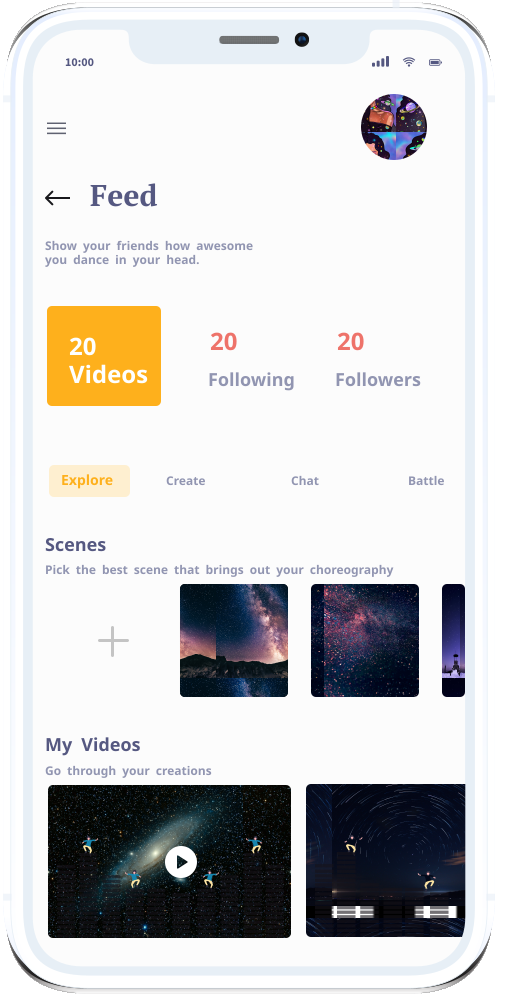 10:00
Feed
Show your friends how awesome
you dance in your head.
20
Videos
20
Following
20
Followers
Explore
Create
Chat
Battle
Scenes
Pick the best scene that brings out your choreography
My Videos
Go through your creations